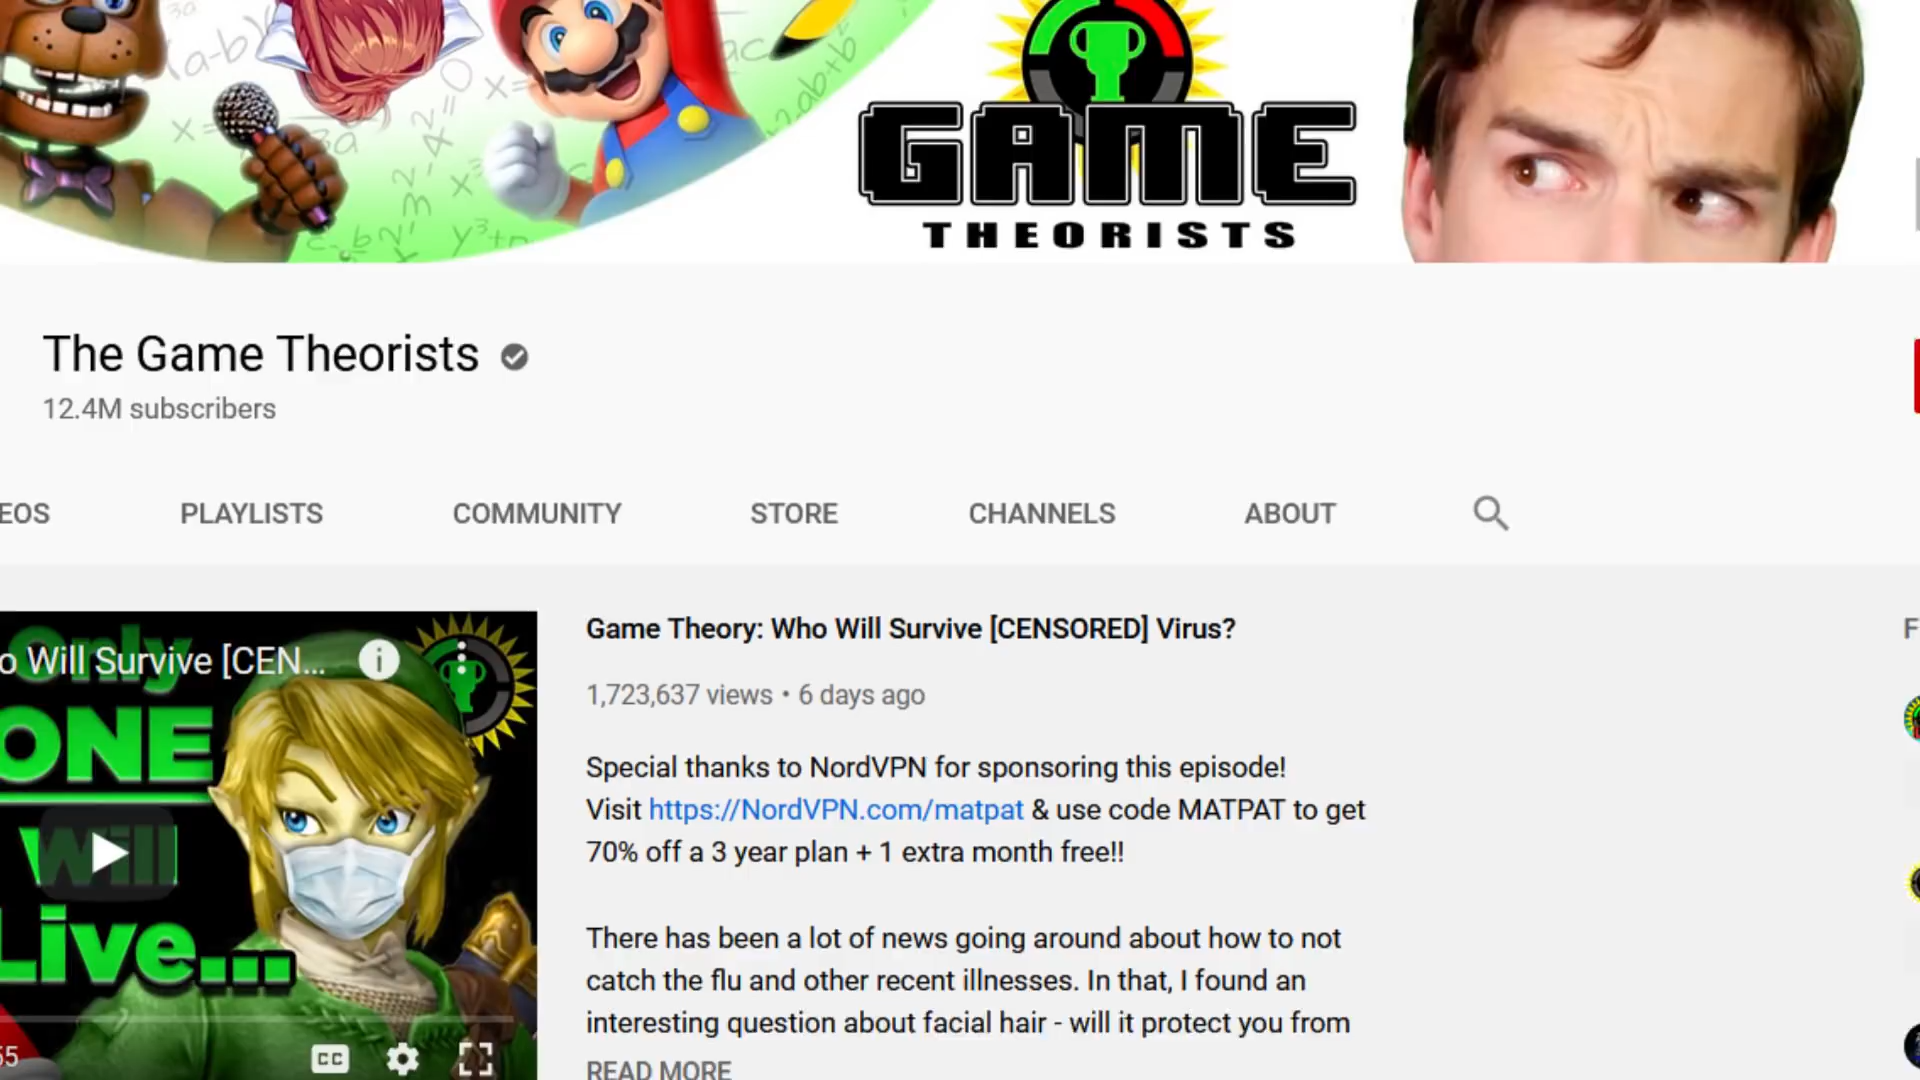 GAME
THEORISTS
The Game Theorists
12.4M subscribers
EOS PLAYLISTS COMMUNITY STORE CHANNELS ABOUT
o Will Survive [CEN...
Only
ONE
Will
Live...
55
CC
Game Theory: Who Will Survive [CENSORED] Virus?
1,723,637 views • 6 days ago
Special thanks to NordVPN for sponsoring this episode!
Visit https://NordVPN.com/matpat & use code MATPAT to get
70% off a 3 year plan + 1 extra month free!!
There has been a lot of news going around about how to not
catch the flu and other recent illnesses. In that, I found an
interesting question about facial hair - will it protect you from
READ MORE
F